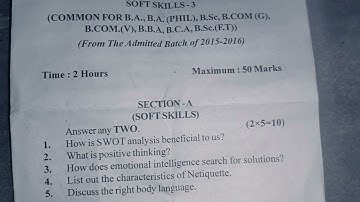 SOFT SKILLS - 3
(COMMON FOR B.A., B.A. (PHIL), B.Sc, B.COM (G),
B.COM.(V), B.B.A, B.C.A, B.Sc.(F.T))
(From The Admitted Batch of 2015-2016)
Time : 2 Hours Maximum : 50 Marks
SECTION - A
(SOFT SKILLS)
Answer any TWO. (2×5=10)
1. How is SWOT analysis beneficial to us?
2. What is positive thinking?
3. How does emotional intelligence search for solutions?
4. List out the characteristics of Netiquette.
5. Discuss the right body language.